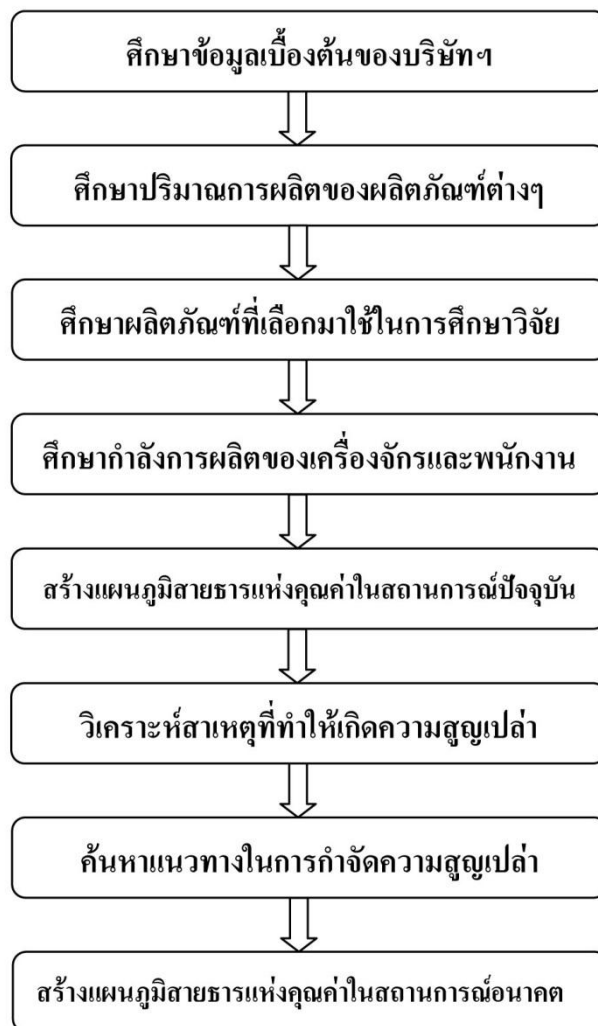 ศึกษาข้อมูลเบื้องต้นของบริษัทฯ
ศึกษาปริมาณการผลิตของผลิตภัณฑ์ต่างๆ
ศึกษาผลิตภัณฑ์ที่เลือกมาใช้ในการศึกษาวิจัย
ศึกษากำลังการผลิตของเครื่องจักรและพนักงาน
สร้างแผนภูมิสายธารแห่งคุณค่าในสถานการณ์ปัจจุบัน
วิเคราะห์สาเหตุที่ทำให้เกิดความสูญเปล่า
ค้นหาแนวทางในการกำจัดความสูญเปล่า
สร้างแผนภูมิสายธารแห่งคุณค่าในสถานการณ์อนาคต